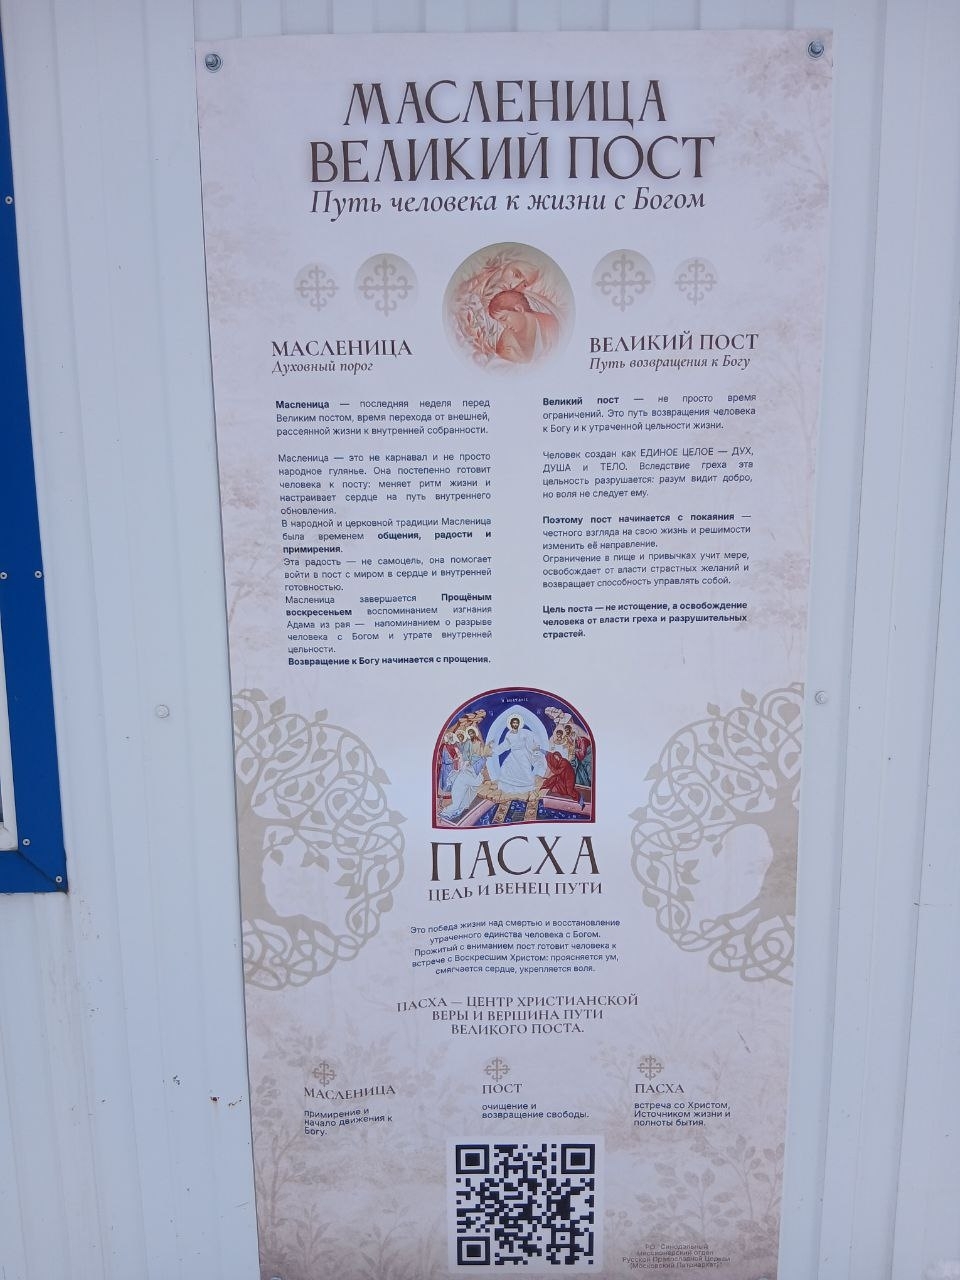 МАСЛЕНИЦА
ВЕЛИКИЙ ПОСТ
Путь человека к жизни с Богом
МАСЛЕНИЦА
Духовный порог
Масленица — последняя неделя перед
Великим постом, время перехода от внешней,
рассеянной жизни к внутренней собранности.
Масленица — это не карнавал и не просто
народное гулянье. Она постепенно готовит
человека к посту: меняет ритм жизни и
настраивает сердце на путь внутреннего
обновления.
В народной и церковной традиции Масленица
была временем общения, радости и
примирения.
Эта радость — не самоцель, она помогает
войти в пост с миром в сердце и внутренней
готовностью.
Масленица завершается Прощёным
воскресеньем воспоминанием изгнания
Адама из рая — напоминанием о разрыве
человека с Богом и утрате внутренней
цельности.
Возвращение к Богу начинается с прощения.
ВЕЛИКИЙ ПОСТ
Путь возвращения к Богу
Великий пост — не просто время
ограничений. Это путь возвращения человека
к Богу и к утраченной цельности жизни.
Человек создан как ЕДИНОЕ ЦЕЛОЕ — ДУХ,
ДУША и ТЕЛО. Вследствие греха эта
цельность разрушается: разум видит добро,
но воля не следует ему.
Поэтому пост начинается с покаяния —
честного взгляда на свою жизнь и решимости
изменить её направление.
Ограничение в пище и привычках учит мере,
освобождает от власти страстных желаний и
возвращает способность управлять собой.
Цель поста — не истощение, а освобождение
человека от власти греха и разрушительных
страстей.
ПАСХА
ЦЕЛЬ И ВЕНЕЦ ПУТИ
Это победа жизни над смертью и восстановление
утраченного единства человека с Богом.
Прожитый с вниманием пост готовит человека к
встрече с Воскресшим Христом: проясняется ум,
смягчается сердце, укрепляется воля.
ПАСХА — ЦЕНТР ХРИСТИАНСКОЙ
ВЕРЫ И ВЕРШИНА ПУТИ
ВЕЛИКОГО ПОСТА.
МАСЛЕНИЦА
примирение и
начало движения к
Богу.
ПОСТ
очищение и
возвращение свободы.
ПАСХА
встреча со Христом,
Источником жизни и
полноты бытия.
РО "Синодальный
миссионерский отдел
Русской Православной Церкви
(Московский Патриархат)"